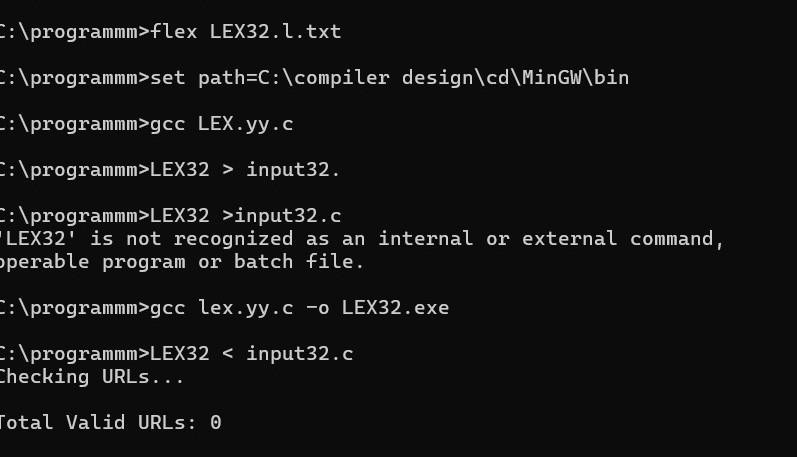 C:\programmm>flex LEX32.l.txt
C:\programmm>set path=C:\compiler design\cd\MinGW\bin
C:\programmm>gcc LEX.yy.c
C:\programmm>LEX32 > input32.
C:\programmm>LEX32 >input32.c
'LEX32' is not recognized as an internal or external command,
operable program or batch file.
C:\programmm>gcc lex.yy.c -o LEX32.exe
C:\programmm>LEX32 < input32.c
Checking URLs...
Total Valid URLs: 0